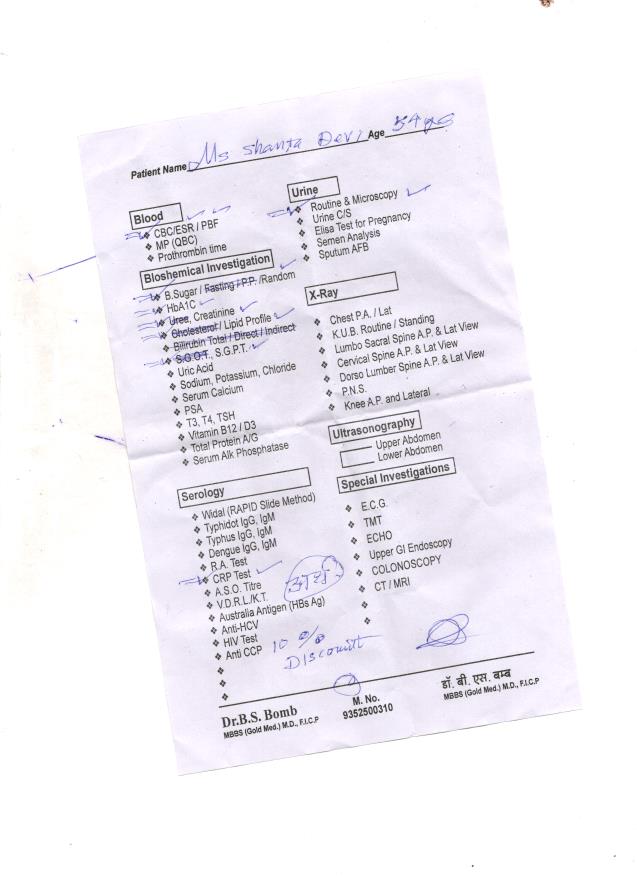 Patient Name Ms Shanta Devi Age 54 yrs
Blood
CBC/ESR / PBF
MP (QBC)
Prothrombin time
Bioshemical Investigation
B.Sugar / Fasting / P.P. /Random
HbA1C
Urea, Creatinine
Cholesterol / Lipid Profile
Bilirubin Total / Direct / Indirect
S.G.O.T., S.G.P.T.
Uric Acid
Sodium, Potassium, Chloride
Serum Calcium
PSA
T3, T4, TSH
Vitamin B12 / D3
Total Protein A/G
Serum Alk Phosphatase
Serology
Widal (RAPID Slide Method)
Typhidot IgG, IgM
Typhus IgG, IgM
Dengue IgG, IgM
R.A. Test
CRP Test
A.S.O. Titre
V.D.R.L./K.T.
Australia Antigen (HBs Ag)
Anti-HCV
HIV Test
Anti CCP
10 %
Discountt
Urine
Routine & Microscopy
Urine C/S
Elisa Test for Pregnancy
Semen Analysis
Sputum AFB
X-Ray
Chest P.A. / Lat
K.U.B. Routine / Standing
Lumbo Sacral Spine A.P. & Lat View
Cervical Spine A.P. & Lat View
Dorso Lumber Spine A.P. & Lat View
P.N.S.
Knee A.P. and Lateral
Ultrasonography
Upper Abdomen
Lower Abdomen
Special Investigations
E.C.G.
TMT
ECHO
Upper GI Endoscopy
COLONOSCOPY
CT / MRI
Dr.B.S. Bomb
MBBS (Gold Med.) M.D., F.I.C.P
M. No.
9352500310
डॉ. बी. एस. बम्ब
MBBS (Gold Med.) M.D., F.I.C.P